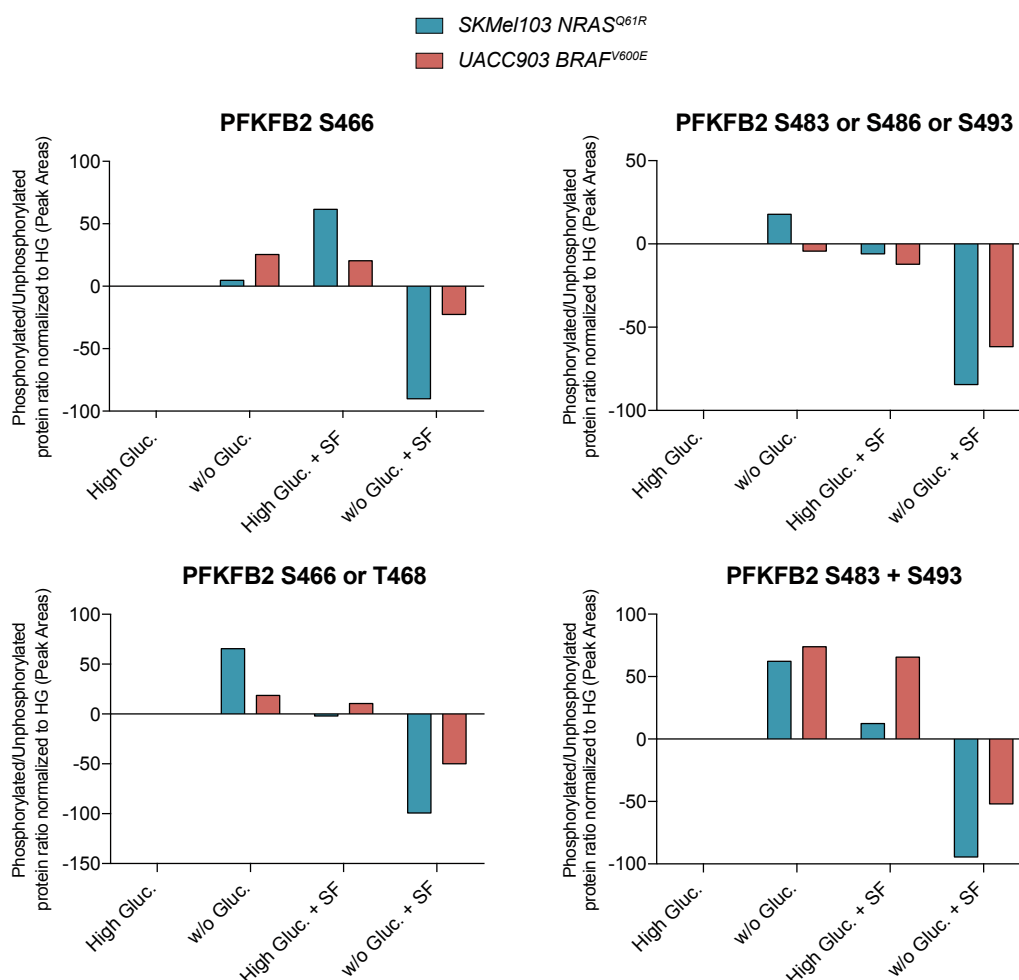 SKMel103 NRAS^Q61R
UACC903 BRAF^V600E
PFKFB2 S466
Phosphorylated/Unphosphorylated
protein ratio normalized to HG (Peak Areas)
100
50
0
-50
-100
High Gluc.
w/o Gluc.
High Gluc. + SF
w/o Gluc. + SF
PFKFB2 S483 or S486 or S493
Phosphorylated/Unphosphorylated
protein ratio normalized to HG (Peak Areas)
50
0
-50
-100
High Gluc.
w/o Gluc.
High Gluc. + SF
w/o Gluc. + SF
PFKFB2 S466 or T468
Phosphorylated/Unphosphorylated
protein ratio normalized to HG (Peak Areas)
100
50
0
-50
-100
-150
High Gluc.
w/o Gluc.
High Gluc. + SF
w/o Gluc. + SF
PFKFB2 S483 + S493
Phosphorylated/Unphosphorylated
protein ratio normalized to HG (Peak Areas)
100
50
0
-50
-100
High Gluc.
w/o Gluc.
High Gluc. + SF
w/o Gluc. + SF